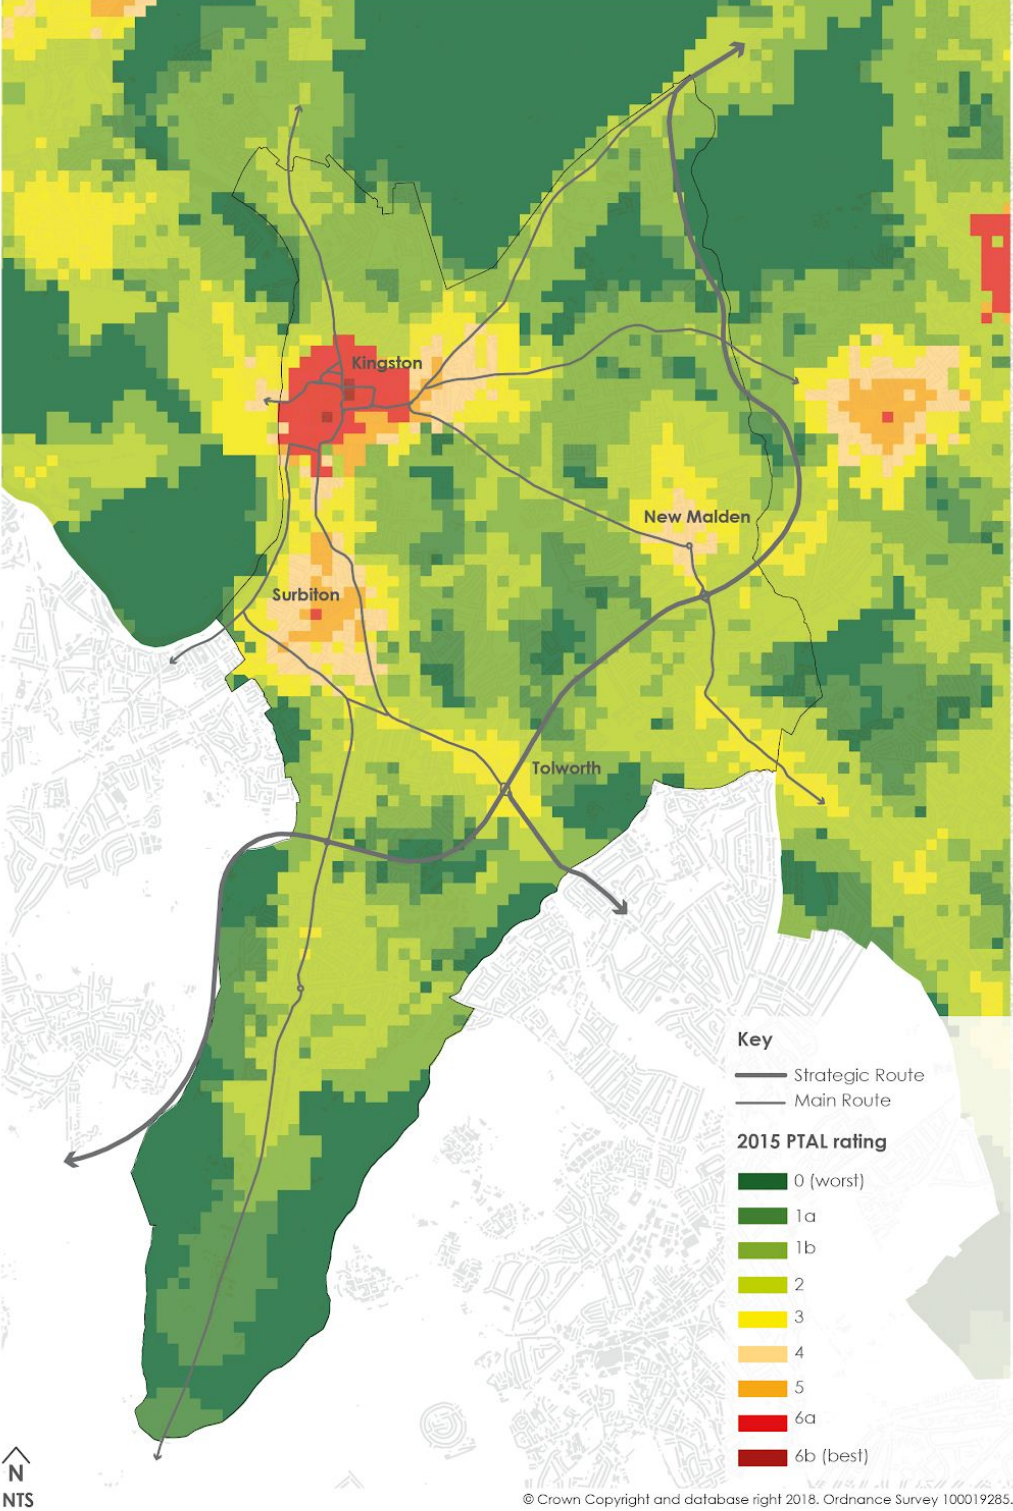 Kingston
New Malden
Surbiton
Tolworth
Key
Strategic Route
Main Route
2015 PTAL rating
0 (worst)
1a
1b
2
3
4
5
6a
6b (best)
N
NTS
© Crown Copyright and database right 2018. Ordnance Survey 100019285.